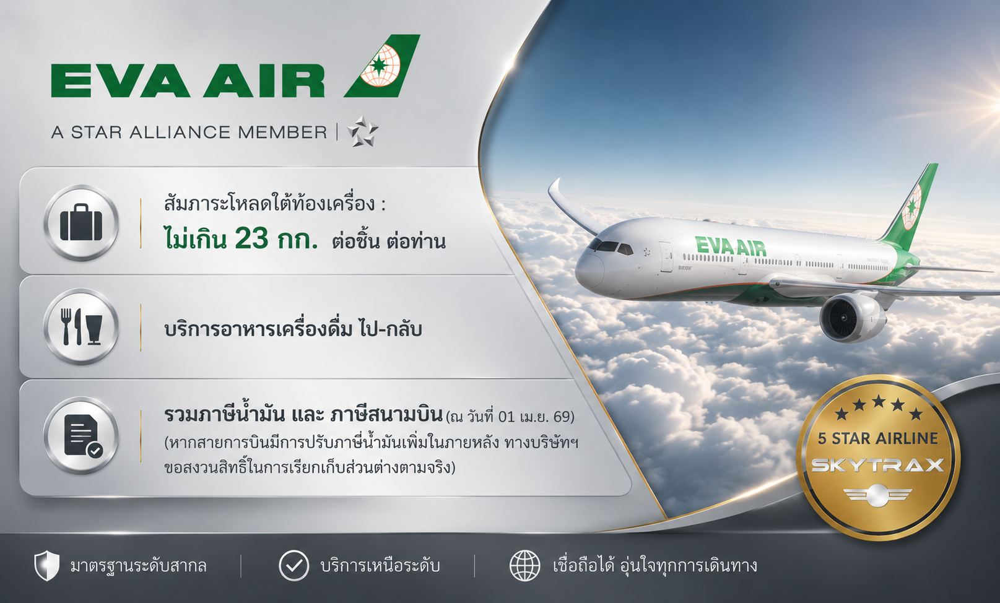 EVA AIR
A STAR ALLIANCE MEMBER
สัมภาระโหลดใต้ท้องเครื่อง :
ไม่เกิน 23 กก. ต่อชิ้น ต่อท่าน
บริการอาหารเครื่องดื่ม ไป-กลับ
รวมภาษีน้ำมัน และ ภาษีสนามบิน (ณ วันที่ 01 เม.ย. 69)
(หากสายการบินมีการปรับภาษี่น้ำมันเพิ่มในภายหลัง ทางบริษัทฯ
ขอสงวนสิทธิ์ในการเรียกเก็บส่วนต่างตามจริง)
EVA AIR
5 STAR AIRLINE
SKYTRAX
มาตรฐานระดับสากล
บริการเหนือระดับ
เชื่อถือได้ อุ่นใจทุกการเดินทาง